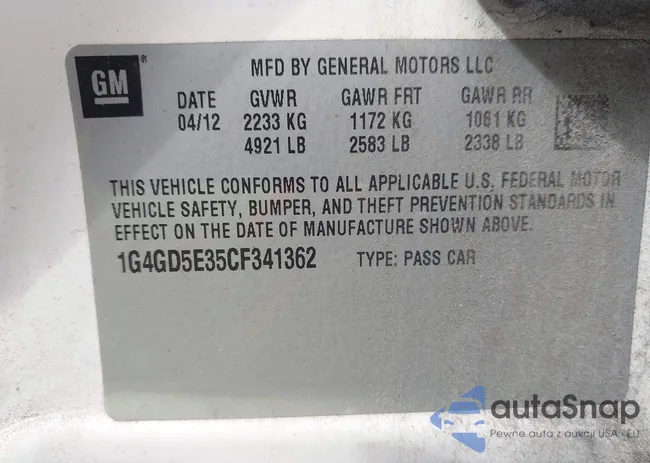 GM
MFD BY GENERAL MOTORS LLC
DATE GVWR GAWR FRT GAWR RR
04/12 2233 KG 1172 KG 1061 KG
4921 LB 2583 LB 2338 LB
THIS VEHICLE CONFORMS TO ALL APPLICABLE U.S. FEDERAL MOTOR
VEHICLE SAFETY, BUMPER, AND THEFT PREVENTION STANDARDS IN
EFFECT ON THE DATE OF MANUFACTURE SHOWN ABOVE.
1G4GD5E35CF341362 TYPE: PASS CAR
autaSnap
Pewne auta z aukcji USA i EU